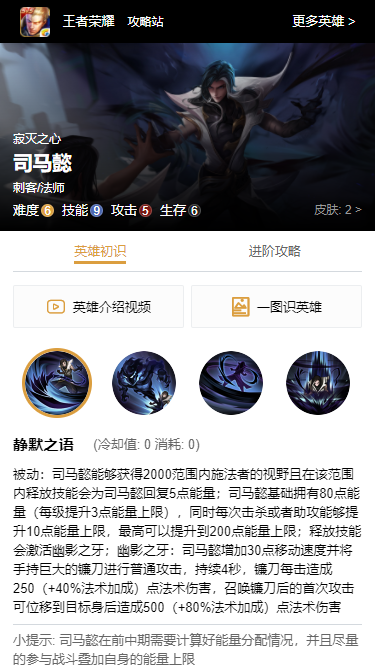 王者荣耀 攻略站 更多英雄 >
寂灭之心
司马懿
刺客/法师
难度 6 技能 9 攻击 5 生存 6 皮肤: 2 >
英雄初识 进阶攻略
英雄介绍视频 一图识英雄
静默之语 (冷却值: 0 消耗: 0)
被动：司马懿能够获得2000范围内施法者的视野且在该范
围内释放技能会为司马懿回复5点能量；司马懿基础拥有80点能
量（每级提升3点能量上限），同时每次击杀或者助攻能够提
升10点能量上限，最高可以提升到200点能量上限；释放技能
会激活幽影之牙；幽影之牙：司马懿增加30点移动速度并将
手持巨大的镰刀进行普通攻击，持续4秒，镰刀每击造成
250（+40%法术加成）点法术伤害，召唤镰刀后的首次攻击
可位移到目标身后造成500（+80%法术加成）点法术伤害
小提示: 司马懿在前中期需要计算好能量分配情况，并且尽量
的参与战斗叠加自身的能量上限